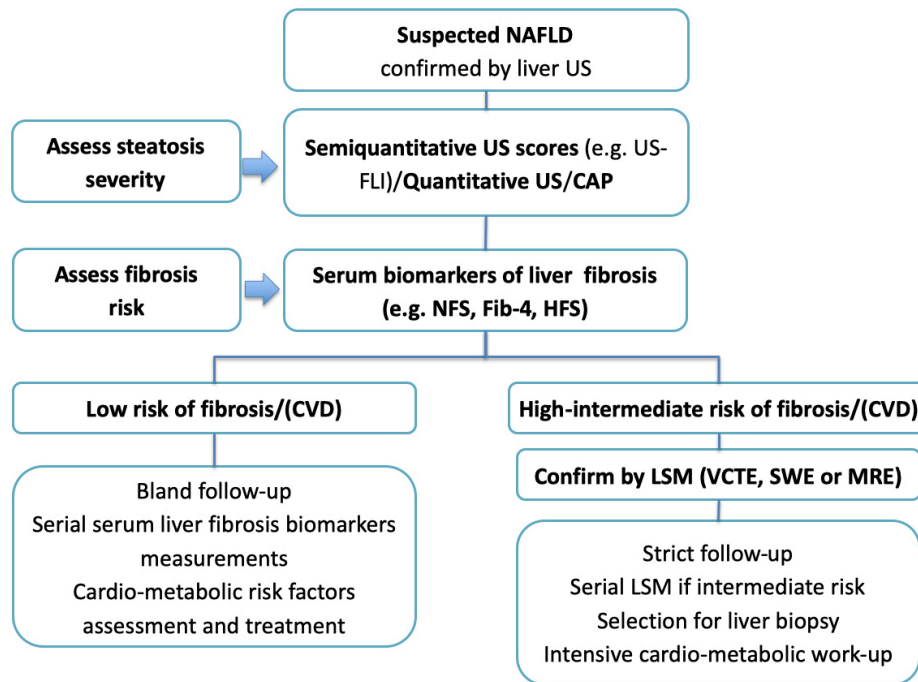 Suspected NAFLD
confirmed by liver US
Assess steatosis
severity
Semiquantitative US scores (e.g. US-
FLI)/Quantitative US/CAP
Assess fibrosis
risk
Serum biomarkers of liver fibrosis
(e.g. NFS, Fib-4, HFS)
Low risk of fibrosis/(CVD)
Bland follow-up
Serial serum liver fibrosis biomarkers
measurements
Cardio-metabolic risk factors
assessment and treatment
High-intermediate risk of fibrosis/(CVD)
Confirm by LSM (VCTE, SWE or MRE)
Strict follow-up
Serial LSM if intermediate risk
Selection for liver biopsy
Intensive cardio-metabolic work-up